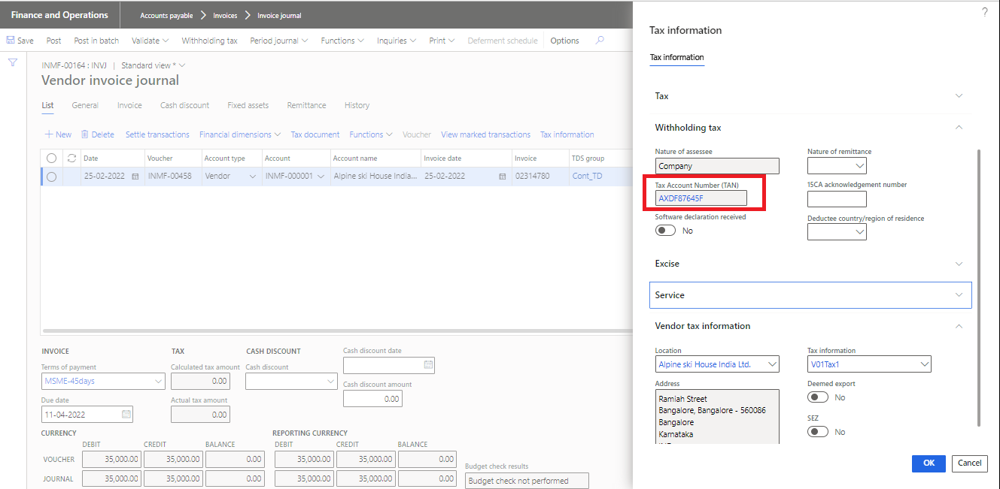 Finance and Operations
Accounts payable > Invoices > Invoice journal
Save Post Post in batch Validate Withholding tax Period journal Functions Inquiries Print Deferment schedule Options
INMF-00164 : INVJ | Standard view *
Vendor invoice journal
List General Invoice Cash discount Fixed assets Remittance History
+ New Delete Settle transactions Financial dimensions Tax document Functions Voucher View marked transactions Tax information
Date Voucher Account type Account Account name Invoice date Invoice TDS group
25-02-2022 INMF-00458 Vendor INMF-000001 Alpine ski House India... 25-02-2022 02314780 Cont_TD
INVOICE TAX CASH DISCOUNT Cash discount date
Terms of payment Calculated tax amount Cash discount
MSME-45days 0.00
Cash discount amount
Due date Actual tax amount 0.00
11-04-2022 0.00
CURRENCY REPORTING CURRENCY
DEBIT CREDIT BALANCE DEBIT CREDIT BALANCE
VOUCHER 35,000.00 35,000.00 0.00 35,000.00 35,000.00 0.00
Budget check results
JOURNAL 35,000.00 35,000.00 0.00 35,000.00 35,000.00 0.00 Budget check not performed
?
Tax information
Tax information
Tax
Withholding tax
Nature of assessee Nature of remittance
Company
Tax Account Number (TAN) 15CA acknowledgement number
AXDF87645F
Software declaration received Deductee country/region of residence
No
Excise
Service
Vendor tax information
Location Tax information
Alpine ski House India Ltd. V01Tax1
Address Deemed export
Ramiah Street No
Bangalore, Bangalore - 560086
Bangalore SEZ
Karnataka No
OK Cancel